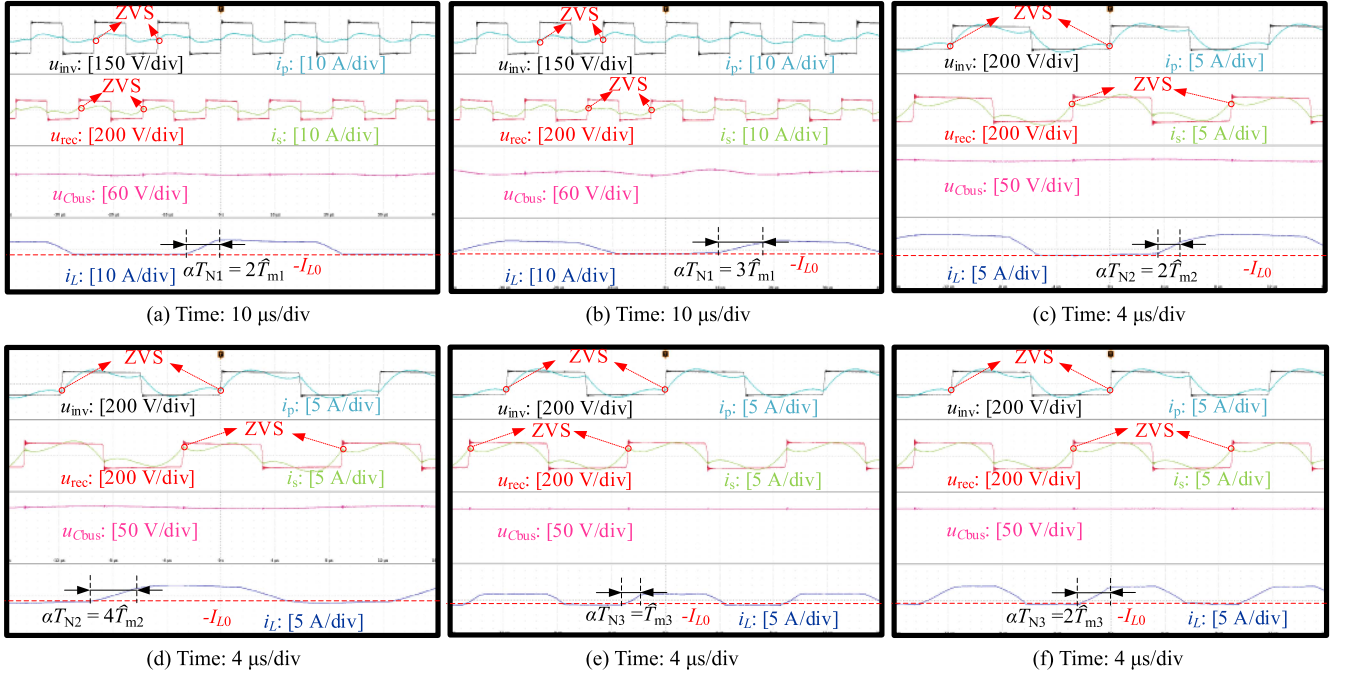 ZVS
u_inv: [150 V/div] i_p: [10 A/div]
ZVS
u_rec: [200 V/div] i_s: [10 A/div]
u_Cbus: [60 V/div]
αT_N1 = 2T̂_m1 -I_L0
i_L: [10 A/div]
(a) Time: 10 μs/div
ZVS
u_inv: [150 V/div] i_p: [10 A/div]
ZVS
u_rec: [200 V/div] i_s: [10 A/div]
u_Cbus: [60 V/div]
αT_N1 = 3T̂_m1 -I_L0
i_L: [10 A/div]
(b) Time: 10 μs/div
ZVS
u_inv: [200 V/div] i_p: [5 A/div]
ZVS
u_rec: [200 V/div] i_s: [5 A/div]
u_Cbus: [50 V/div]
i_L: [5 A/div] αT_N2 = 2T̂_m2 -I_L0
(c) Time: 4 μs/div
ZVS
u_inv: [200 V/div] i_p: [5 A/div]
ZVS
u_rec: [200 V/div] i_s: [5 A/div]
u_Cbus: [50 V/div]
αT_N2 = 4T̂_m2 -I_L0 i_L: [5 A/div]
(d) Time: 4 μs/div
ZVS
u_inv: [200 V/div] i_p: [5 A/div]
ZVS
u_rec: [200 V/div] i_s: [5 A/div]
u_Cbus: [50 V/div]
αT_N3 = T̂_m3 -I_L0 i_L: [5 A/div]
(e) Time: 4 μs/div
ZVS
u_inv: [200 V/div] i_p: [5 A/div]
ZVS
u_rec: [200 V/div] i_s: [5 A/div]
u_Cbus: [50 V/div]
αT_N3 =2T̂_m3 -I_L0 i_L: [5 A/div]
(f) Time: 4 μs/div